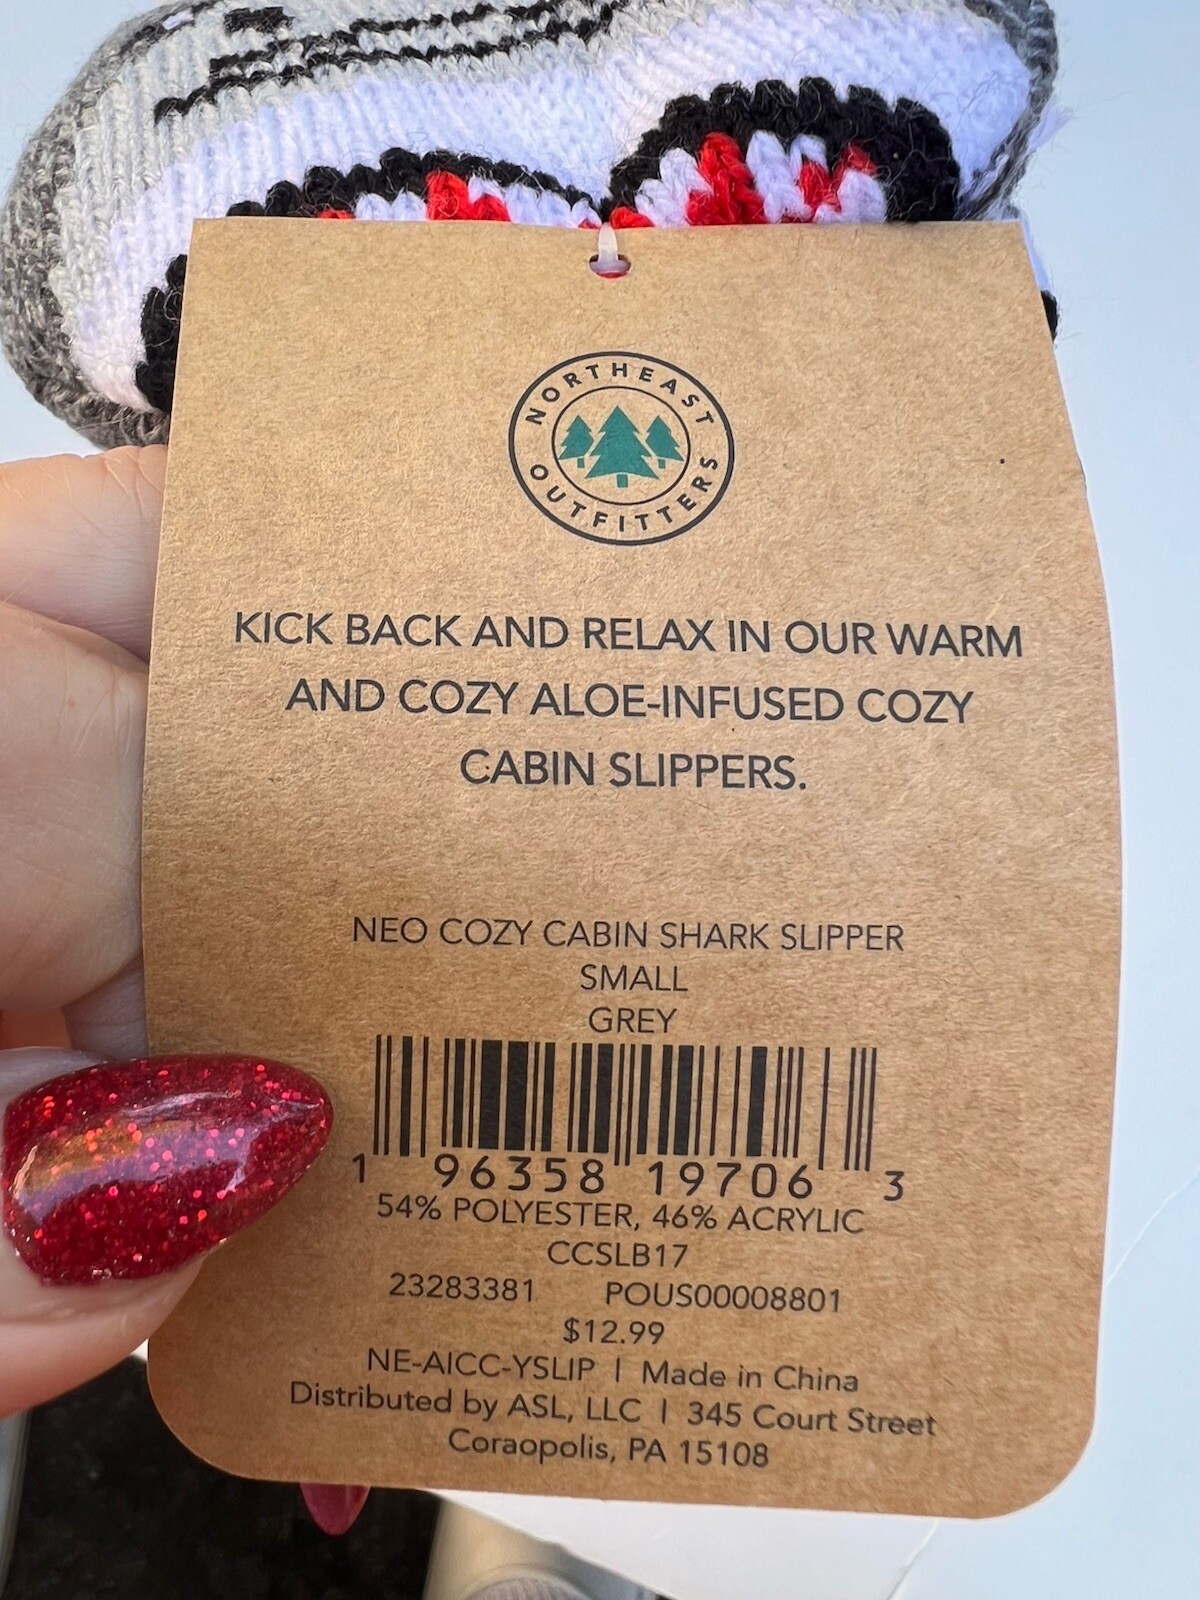 NORTHEAST
OUTFITTERS
KICK BACK AND RELAX IN OUR WARM
AND COZY ALOE-INFUSED COZY
CABIN SLIPPERS.
NEO COZY CABIN SHARK SLIPPER
SMALL
GREY
1 96358 19706 3
54% POLYESTER, 46% ACRYLIC
CCSLB17
23283381 POUS00008801
$12.99
NE-AICC-YSLIP | Made in China
Distributed by ASL, LLC | 345 Court Street
Coraopolis, PA 15108